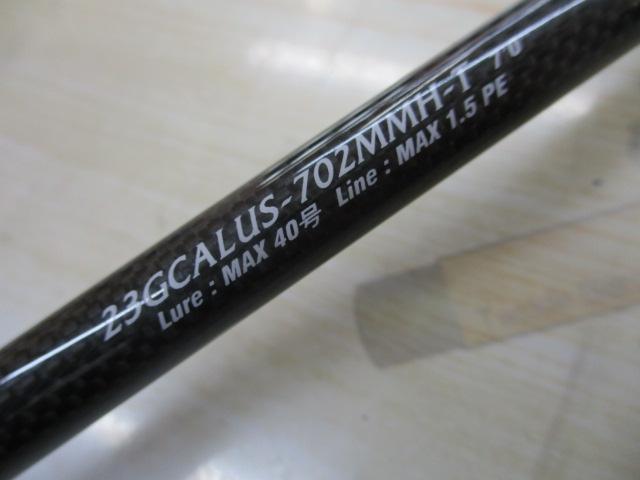 23GCALUS-702MMH-T
Lure : MAX 40号 Line : MAX 1.5 PE